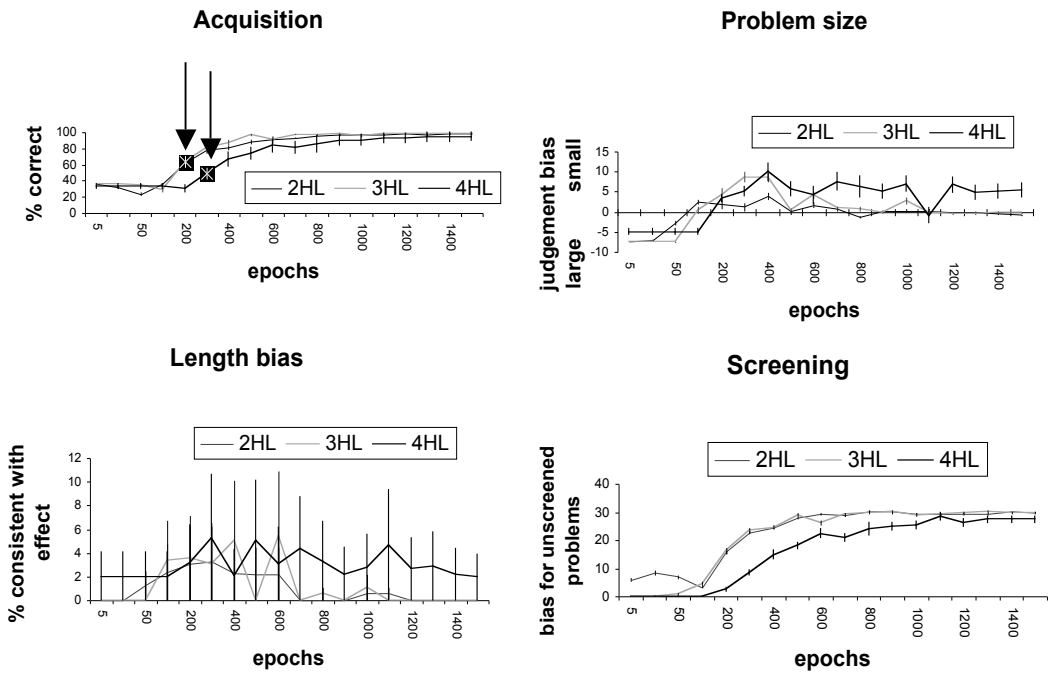 Acquisition
% correct
100
80
60
40
20
0
2HL 3HL 4HL
5 50 200 400 600 800 1000 1200 1400
epochs
Problem size
judgement bias
large small
2HL 3HL 4HL
15
10
5
0
-5
-10
5 50 200 400 600 800 1000 1200 1400
epochs
Length bias
% consistent with
effect
2HL 3HL 4HL
12
10
8
6
4
2
0
5 50 200 400 600 800 1000 1200 1400
epochs
Screening
bias for unscreened
problems
2HL 3HL 4HL
40
30
20
10
0
5 50 200 400 600 800 1000 1200 1400
epochs